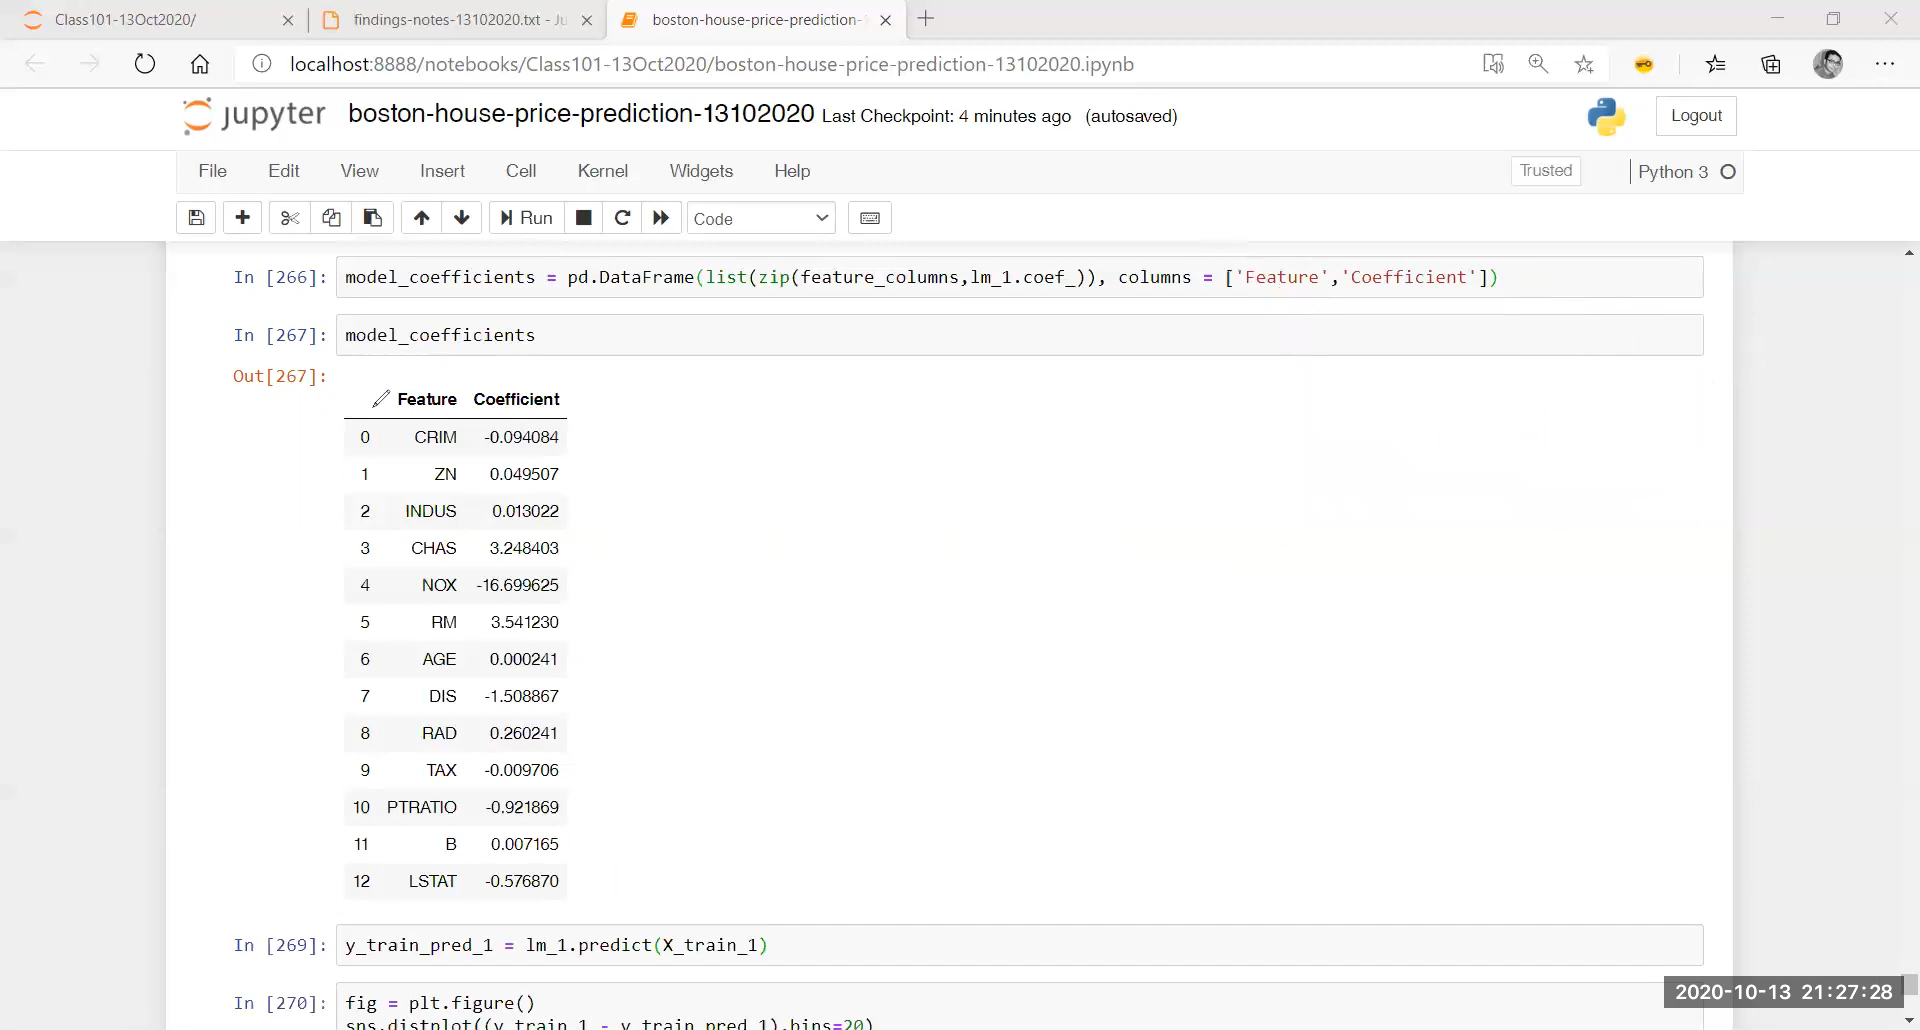 Class101-13Oct2020/
findings-notes-13102020.txt - Ju
boston-house-price-prediction-
localhost:8888/notebooks/Class101-13Oct2020/boston-house-price-prediction-13102020.ipynb
jupyter boston-house-price-prediction-13102020 Last Checkpoint: 4 minutes ago (autosaved)
Logout
File Edit View Insert Cell Kernel Widgets Help
Trusted
Python 3
Run
Code
In [266]: model_coefficients = pd.DataFrame(list(zip(feature_columns,lm_1.coef_)), columns = ['Feature','Coefficient'])
In [267]: model_coefficients
Out[267]:
Feature Coefficient
0 CRIM -0.094084
1 ZN 0.049507
2 INDUS 0.013022
3 CHAS 3.248403
4 NOX -16.699625
5 RM 3.541230
6 AGE 0.000241
7 DIS -1.508867
8 RAD 0.260241
9 TAX -0.009706
10 PTRATIO -0.921869
11 B 0.007165
12 LSTAT -0.576870
In [269]: y_train_pred_1 = lm_1.predict(X_train_1)
In [270]: fig = plt.figure()
sns.distplot((y_train_1 - y_train_pred_1),bins=20)
2020-10-13 21:27:28